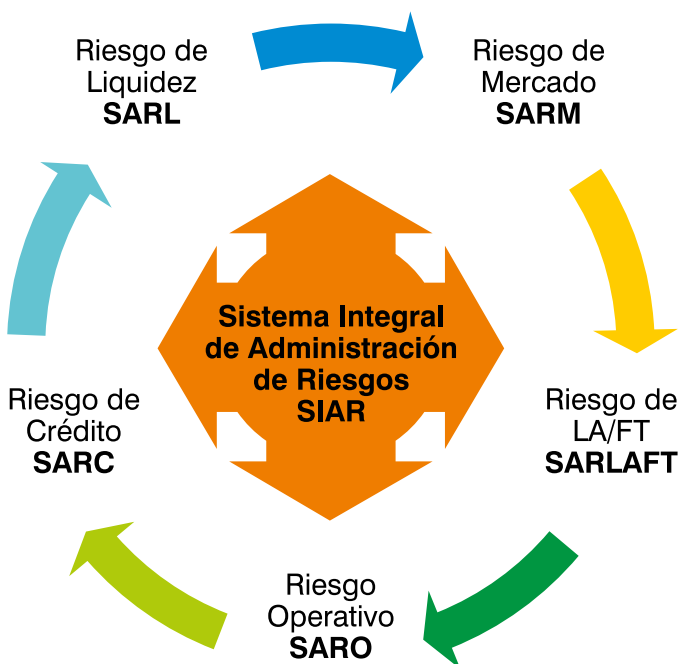 Riesgo de
Liquidez
SARL
Riesgo de
Mercado
SARM
Sistema Integral
de Administración
de Riesgos
SIAR
Riesgo de
Crédito
SARC
Riesgo de
LA/FT
SARLAFT
Riesgo
Operativo
SARO